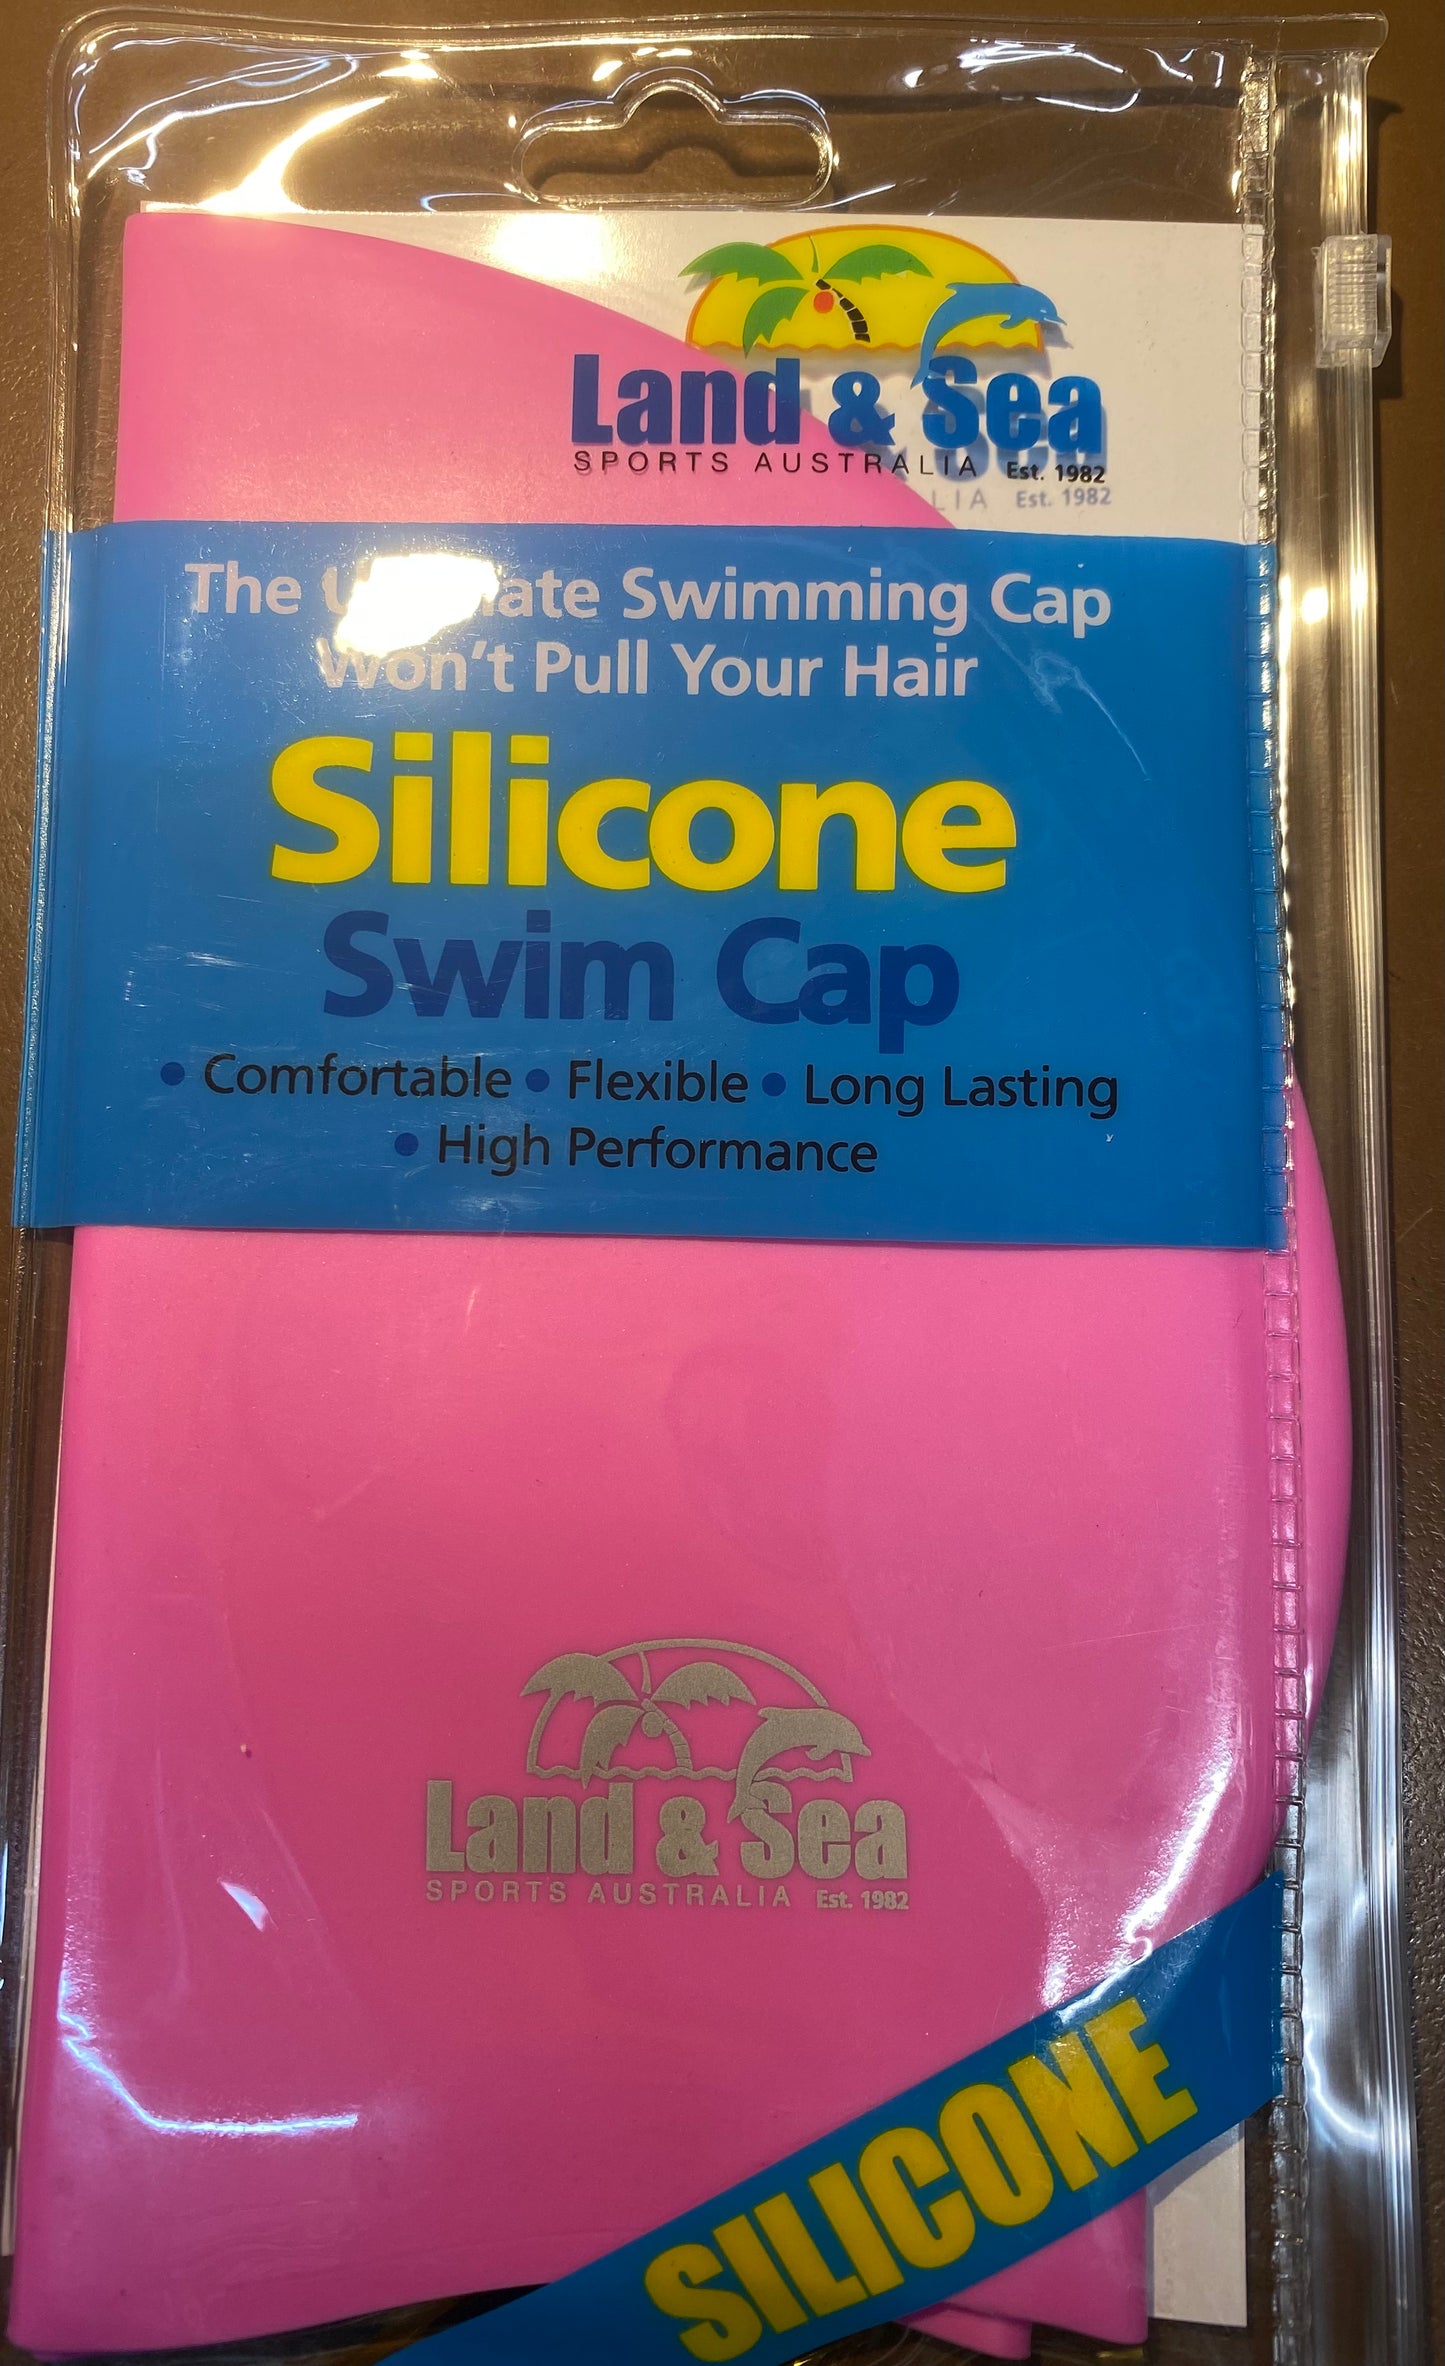 Land & Sea
SPORTS AUSTRALIA Est. 1982
The Ultimate Swimming Cap
Won't Pull Your Hair
Silicone
Swim Cap
• Comfortable • Flexible • Long Lasting
• High Performance
Land & Sea
SPORTS AUSTRALIA Est. 1982
SILICONE